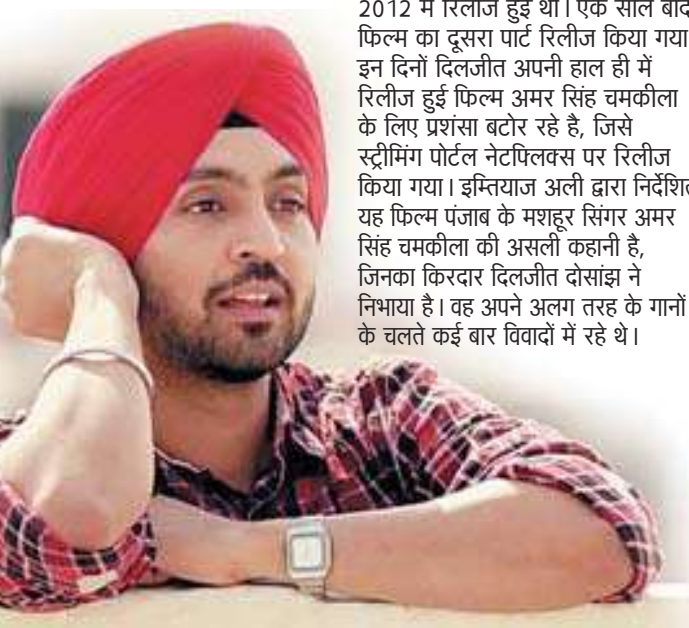 2012 में रिलीज हुई थी। एक साल बाद
फिल्म का दूसरा पार्ट रिलीज किया गया
इन दिनों दिलजीत अपनी हाल ही में
रिलीज हुई फिल्म अमर सिंह चमकीला
के लिए प्रशंसा बटोर रहे है, जिसे
स्ट्रीमिंग पोर्टल नेटफ्लिक्स पर रिलीज
किया गया। इम्तियाज अली द्वारा निर्देशित
यह फिल्म पंजाब के मशहूर सिंगर अमर
सिंह चमकीला की असली कहानी है,
जिनका किरदार दिलजीत दोसांझ ने
निभाया है। वह अपने अलग तरह के गानों
के चलते कई बार विवादों में रहे थे।